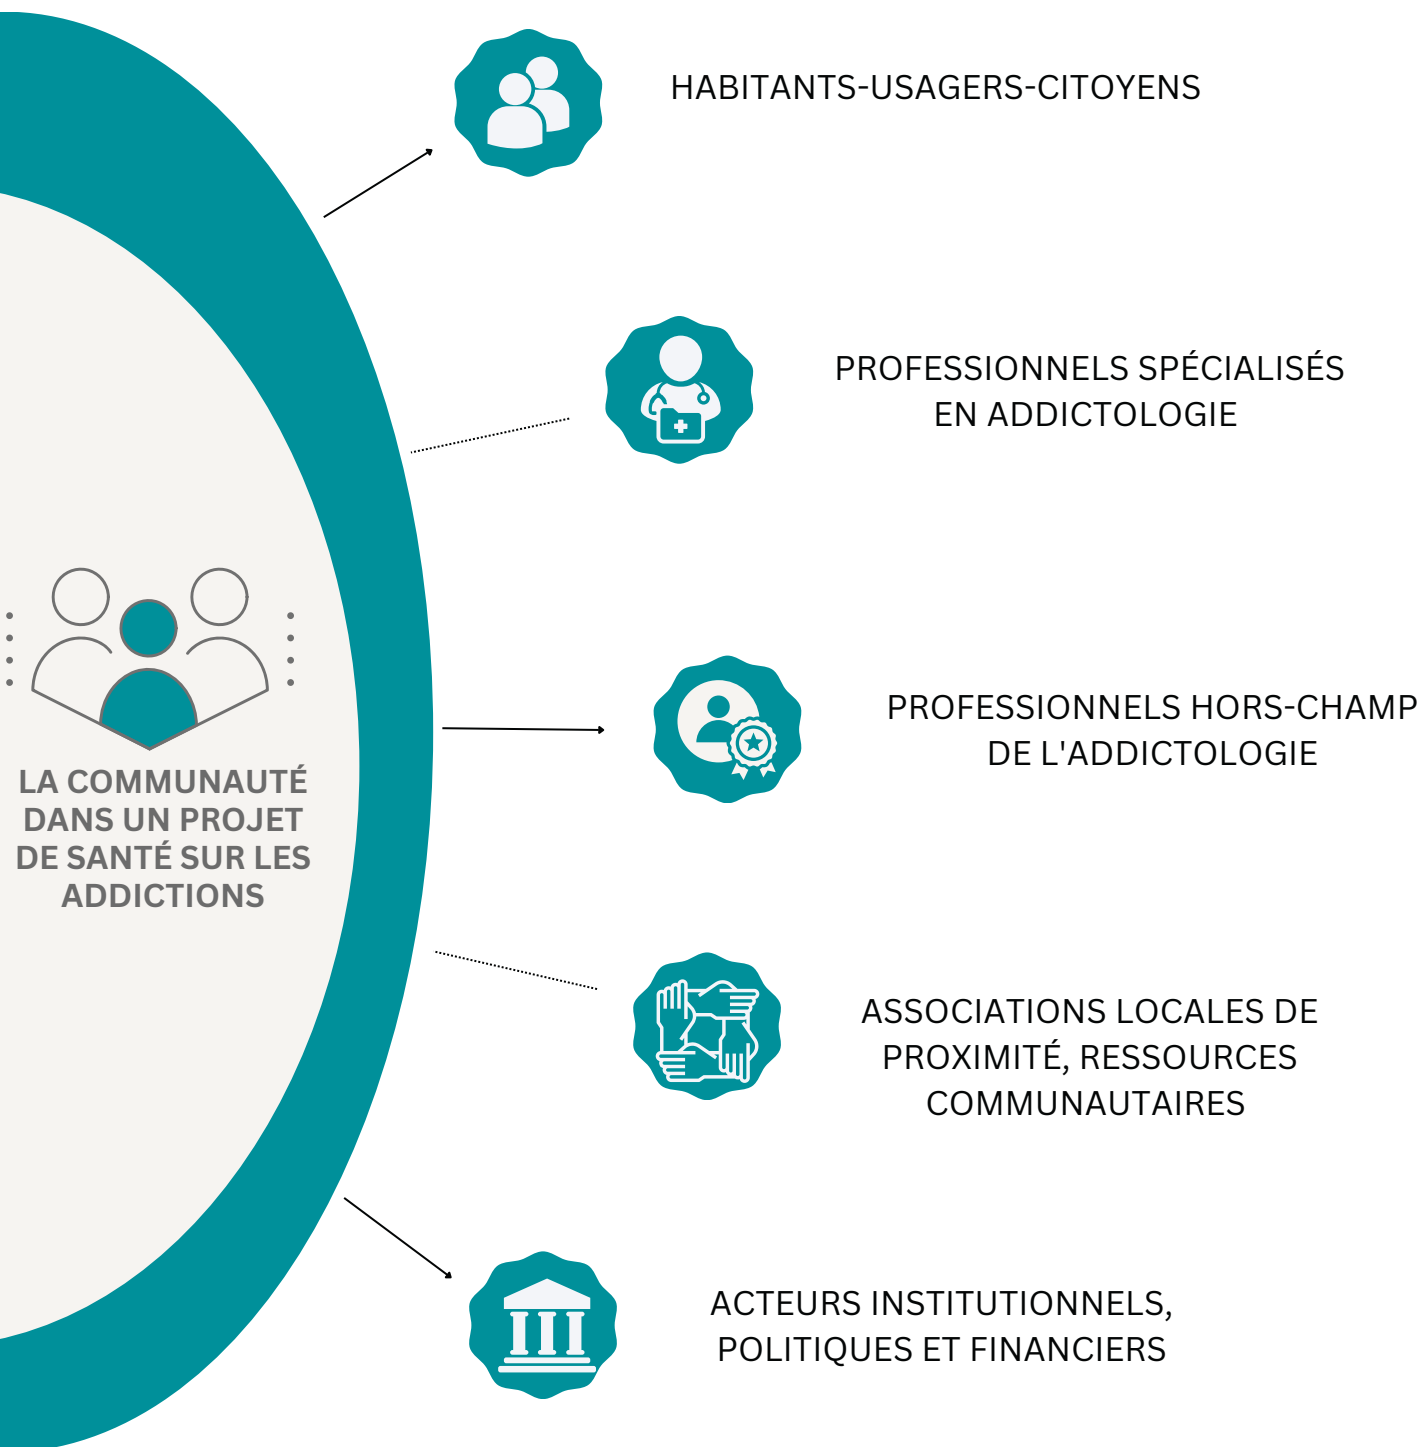 HABITANTS-USAGERS-CITOYENS
PROFESSIONNELS SPÉCIALISÉS
EN ADDICTOLOGIE
LA COMMUNAUTÉ
DANS UN PROJET
DE SANTÉ SUR LES
ADDICTIONS
PROFESSIONNELS HORS-CHAMP
DE L'ADDICTOLOGIE
ASSOCIATIONS LOCALES DE
PROXIMITÉ, RESSOURCES
COMMUNAUTAIRES
ACTEURS INSTITUTIONNELS,
POLITIQUES ET FINANCIERS